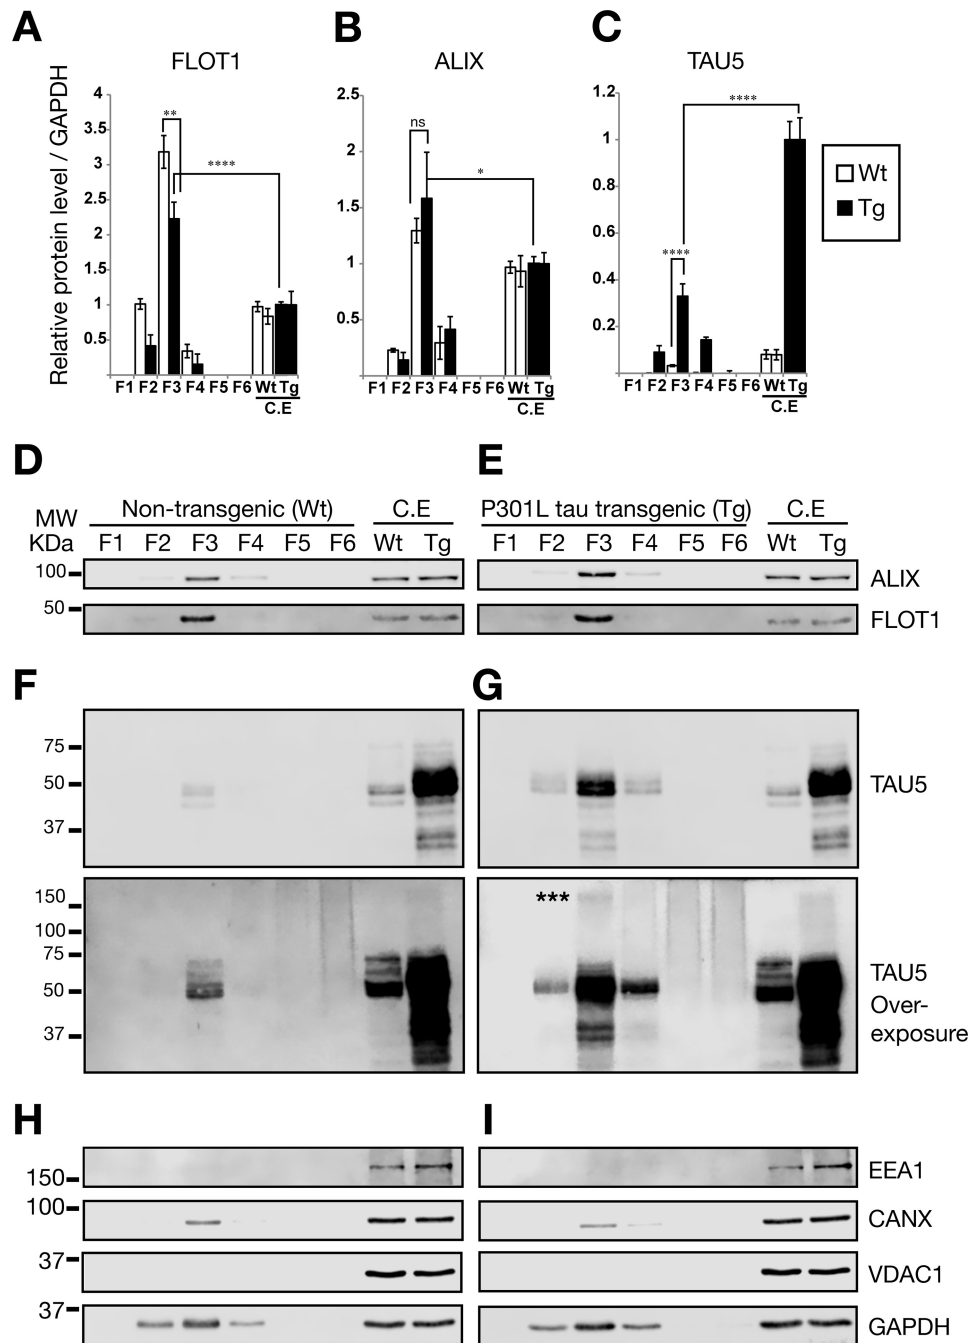 A
B
C
FLOT1
ALIX
TAU5
Relative protein level / GAPDH
4
3.5
3
2.5
2
1.5
1
0.5
**
****
F1 F2 F3 F4 F5 F6 Wt Tg
C.E
2.5
2
1.5
1
0.5
ns
*
F1 F2 F3 F4 F5 F6 Wt Tg
C.E
1.2
1
0.8
0.6
0.4
0.2
****
****
F1 F2 F3 F4 F5 F6 Wt Tg
C.E
Wt
Tg
D
E
MW
KDa
Non-transgenic (Wt)
C.E
F1 F2 F3 F4 F5 F6 Wt Tg
P301L tau transgenic (Tg)
C.E
F1 F2 F3 F4 F5 F6 Wt Tg
100
ALIX
50
FLOT1
F
G
75
50
37
TAU5
150
100
75
50
37
***
TAU5
Over-
exposure
H
I
150
EEA1
100
CANX
37
VDAC1
37
GAPDH